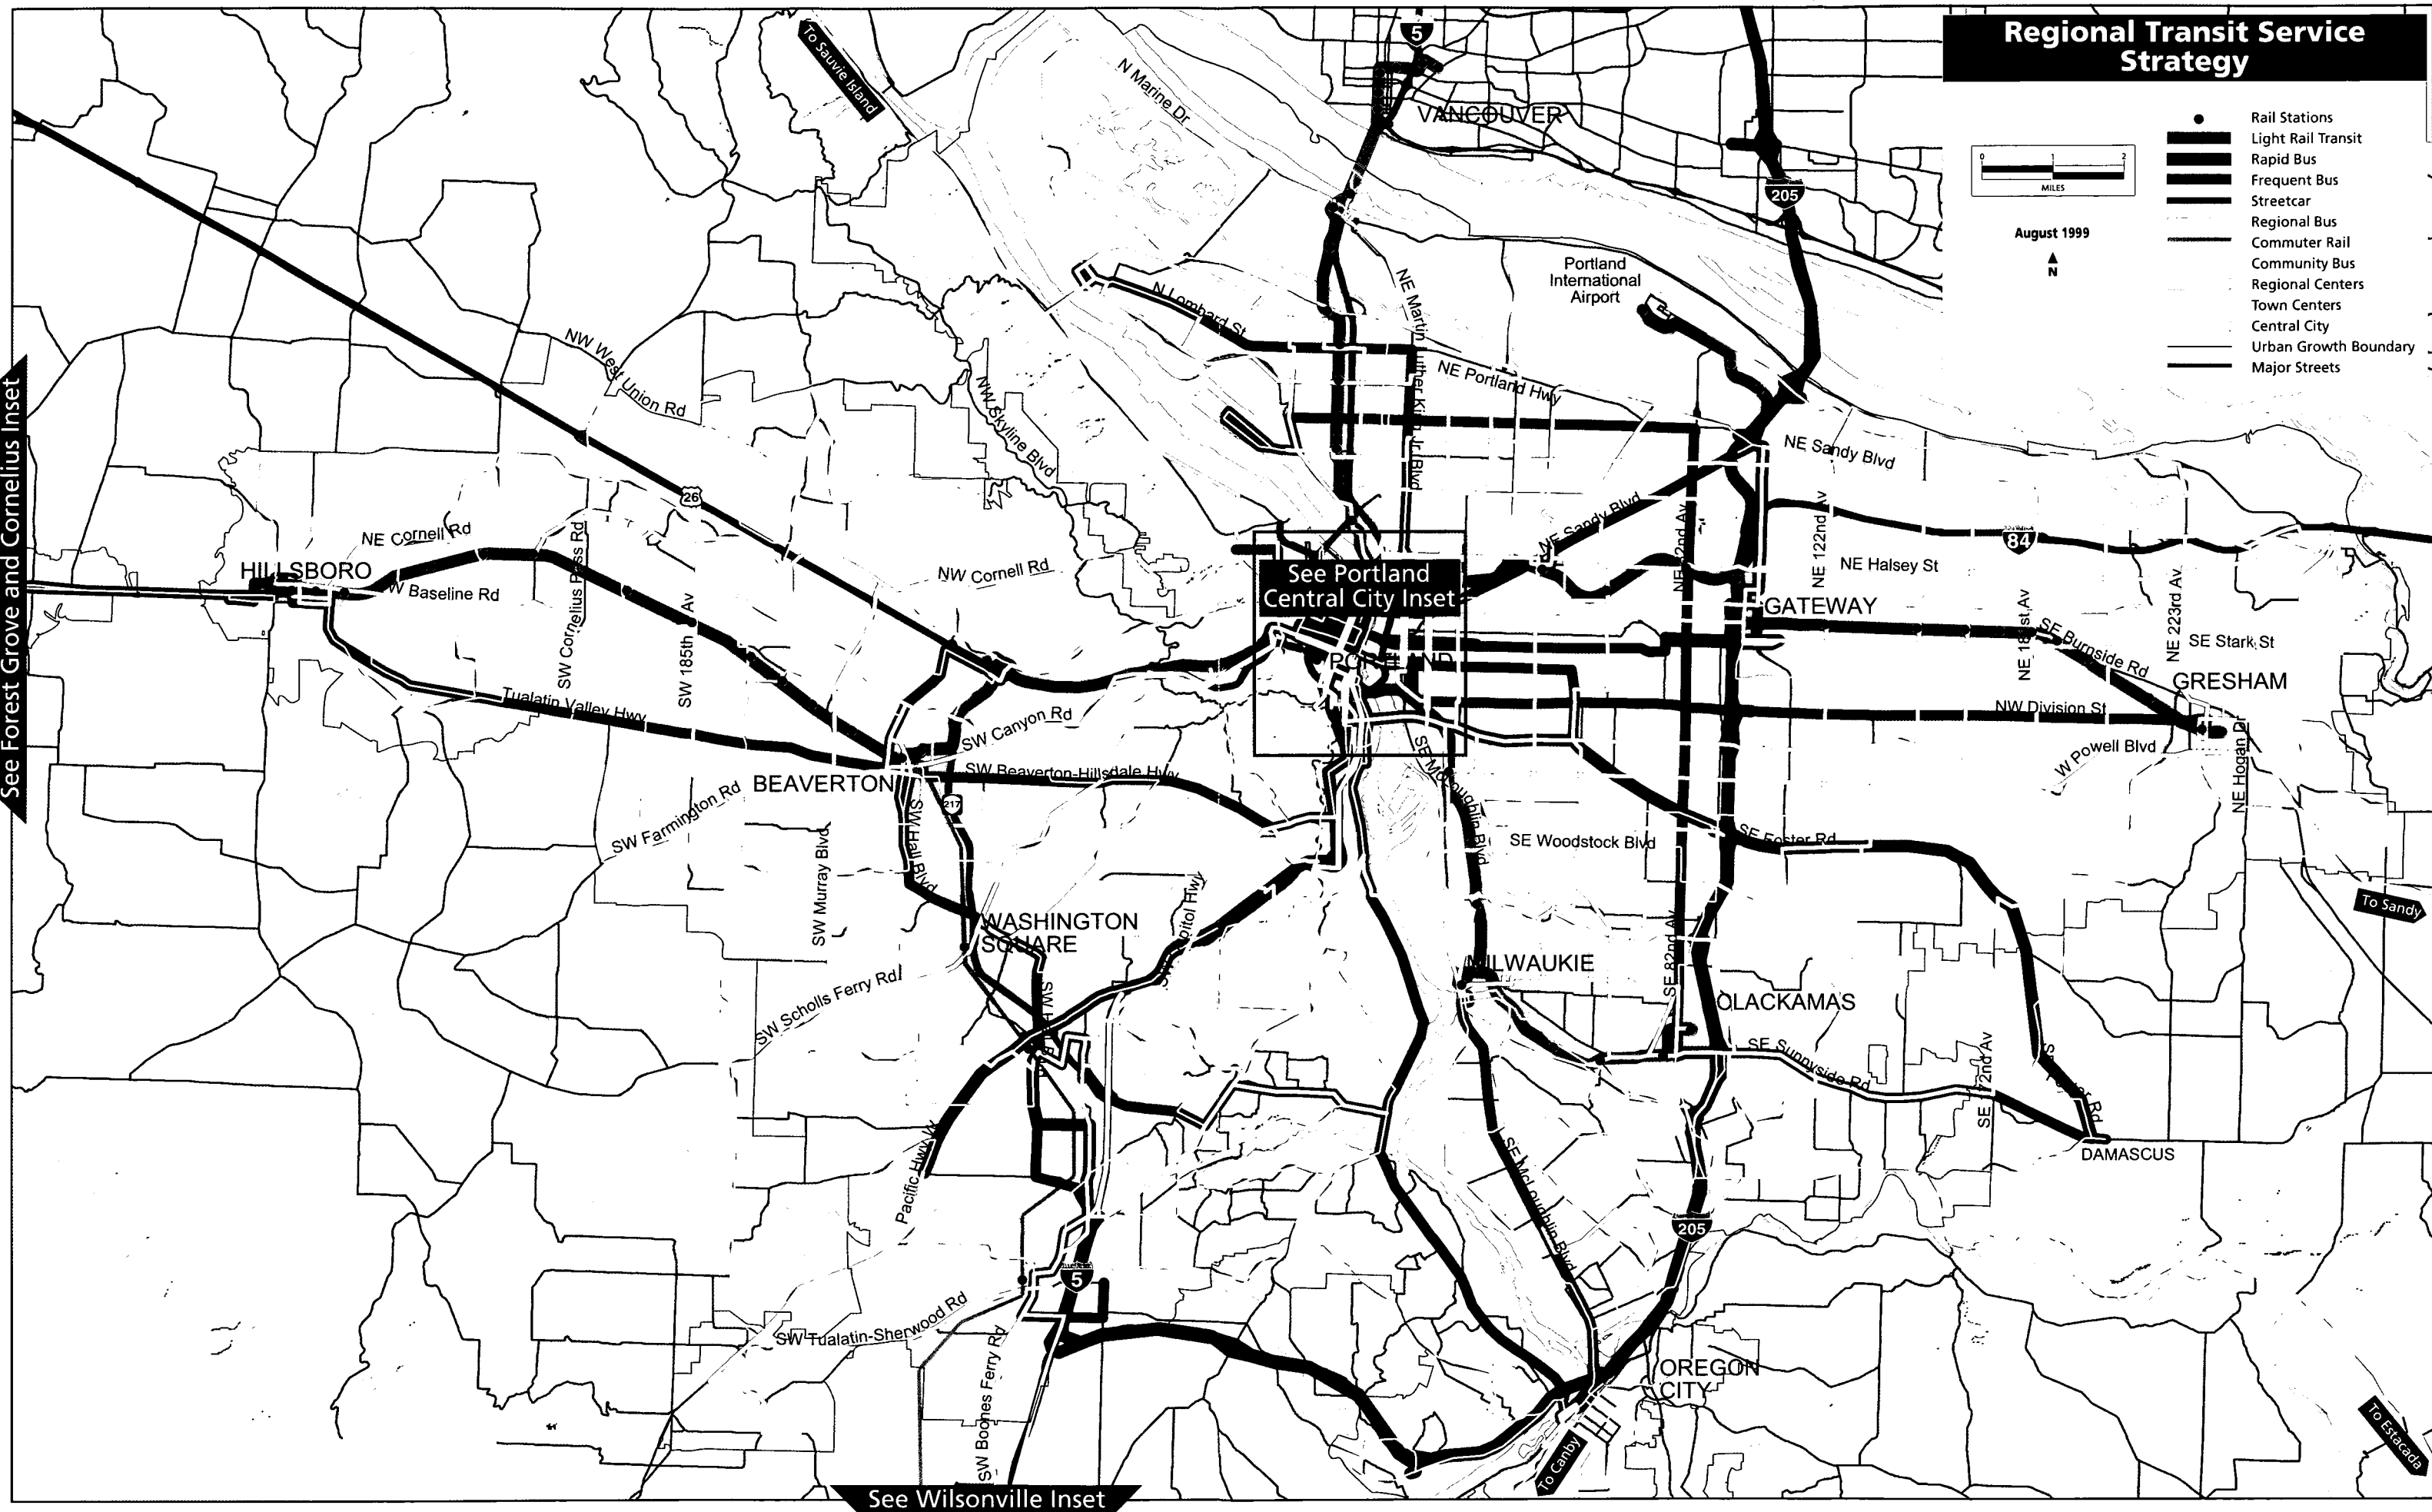 Regional Transit Service
Strategy
Rail Stations
Light Rail Transit
Rapid Bus
Frequent Bus
Streetcar
Regional Bus
Commuter Rail
Community Bus
Regional Centers
Town Centers
Central City
Urban Growth Boundary
Major Streets
0 1 2
MILES
August 1999
N
To Sauvie Island
N Marine Dr
5
VANCOUVER
205
Portland
International
Airport
N Lombard St
NE Martin Luther King Jr Blvd
NE Portland Hwy
NW West Union Rd
NW Skyline Blvd
See Forest Grove and Cornelius Inset
26
NE Sandy Blvd
NE Sandy Blvd
NE Cornell Rd
NW Cornell Rd
HILLSBORO
W Baseline Rd
SW Cornelius Pass Rd
SW 185th Av
See Portland
Central City Inset
PORTLAND
NE 82nd Av
NE 122nd Av
84
NE Halsey St
GATEWAY
NE 181st Av
SE Burnside Rd
NE 223rd Av
SE Stark St
GRESHAM
NW Division St
W Powell Blvd
NE Hogan Dr
Tualatin Valley Hwy
SW Canyon Rd
SW Beaverton-Hillsdale Hwy
BEAVERTON
217
SW Farmington Rd
SW Murray Blvd
SW Hall Blvd
SE McLoughlin Blvd
SE Woodstock Blvd
SE Foster Rd
To Sandy
WASHINGTON
SQUARE
Capitol Hwy
SW Scholls Ferry Rd
MILWAUKIE
SE 82nd Av
CLACKAMAS
SE Sunnyside Rd
SE 172nd Av
DAMASCUS
Pacific Hwy W
SE McLoughlin Blvd
205
5
SW Tualatin-Sherwood Rd
SW Boones Ferry Rd
OREGON
CITY
To Canby
To Estacada
See Wilsonville Inset